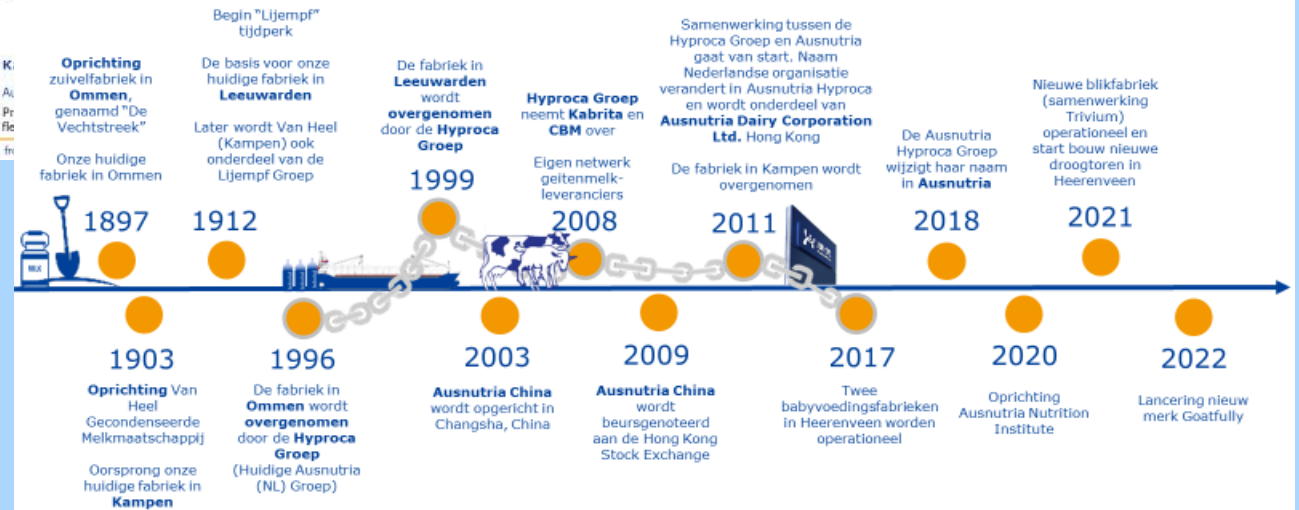 Oprichting
zuivelfabriek in
Ommen,
genaamd "De
Vechtstreek"
Onze huidige
fabriek in Ommen
1897
Begin "Lijempf"
tijdperk
De basis voor onze
huidige fabriek in
Leeuwarden
Later wordt Van Heel
(Kampen) ook
onderdeel van de
Lijempf Groep
1912
De fabriek in
Leeuwarden
wordt
overgenomen
door de Hyproca
Groep
1999
Hyproca Groep
neemt Kabrita en
CBM over
Eigen netwerk
geitenmelk-
leveranciers
2008
Samenwerking tussen de
Hyproca Groep en Ausnutria
gaat van start. Naam
Nederlandse organisatie
verandert in Ausnutria Hyproca
en wordt onderdeel van
Ausnutria Dairy Corporation
Ltd. Hong Kong
De fabriek in Kampen wordt
overgenomen
2011
De Ausnutria
Hyproca Groep
wijzigt haar naam
in Ausnutria
2018
Nieuwe blikfabriek
(samenwerking
Trivium)
operationeel en
start bouw nieuwe
droogtoren in
Heerenveen
2021
MILK
1903
Oprichting Van
Heel
Gecondenseerde
Melkmaatschappij
Oorsprong onze
huidige fabriek in
Kampen
1996
De fabriek in
Ommen wordt
overgenomen
door de Hyproca
Groep
(Huidige Ausnutria
(NL) Groep)
2003
Ausnutria China
wordt opgericht in
Changsha, China
2009
Ausnutria China
wordt
beursgenoteerd
aan de Hong Kong
Stock Exchange
2017
Twee
babyvoedingsfabrieken
in Heerenveen worden
operationeel
2020
Oprichting
Ausnutria Nutrition
Institute
2022
Lancering nieuw
merk Goatfully